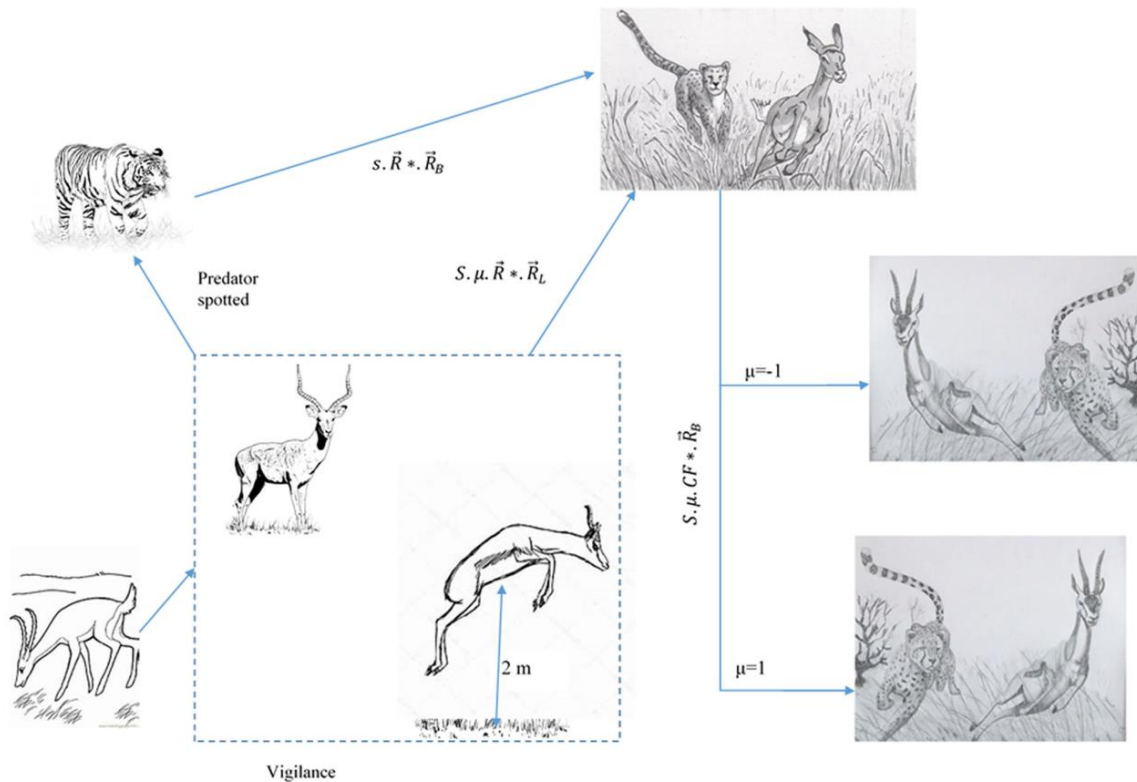 s.R⃗ ∗.R⃗_B
Predator
spotted
S.μ.R⃗ ∗.R⃗_L
μ=-1
S.μ.CF ∗.R⃗_B
2 m
μ=1
Vigilance